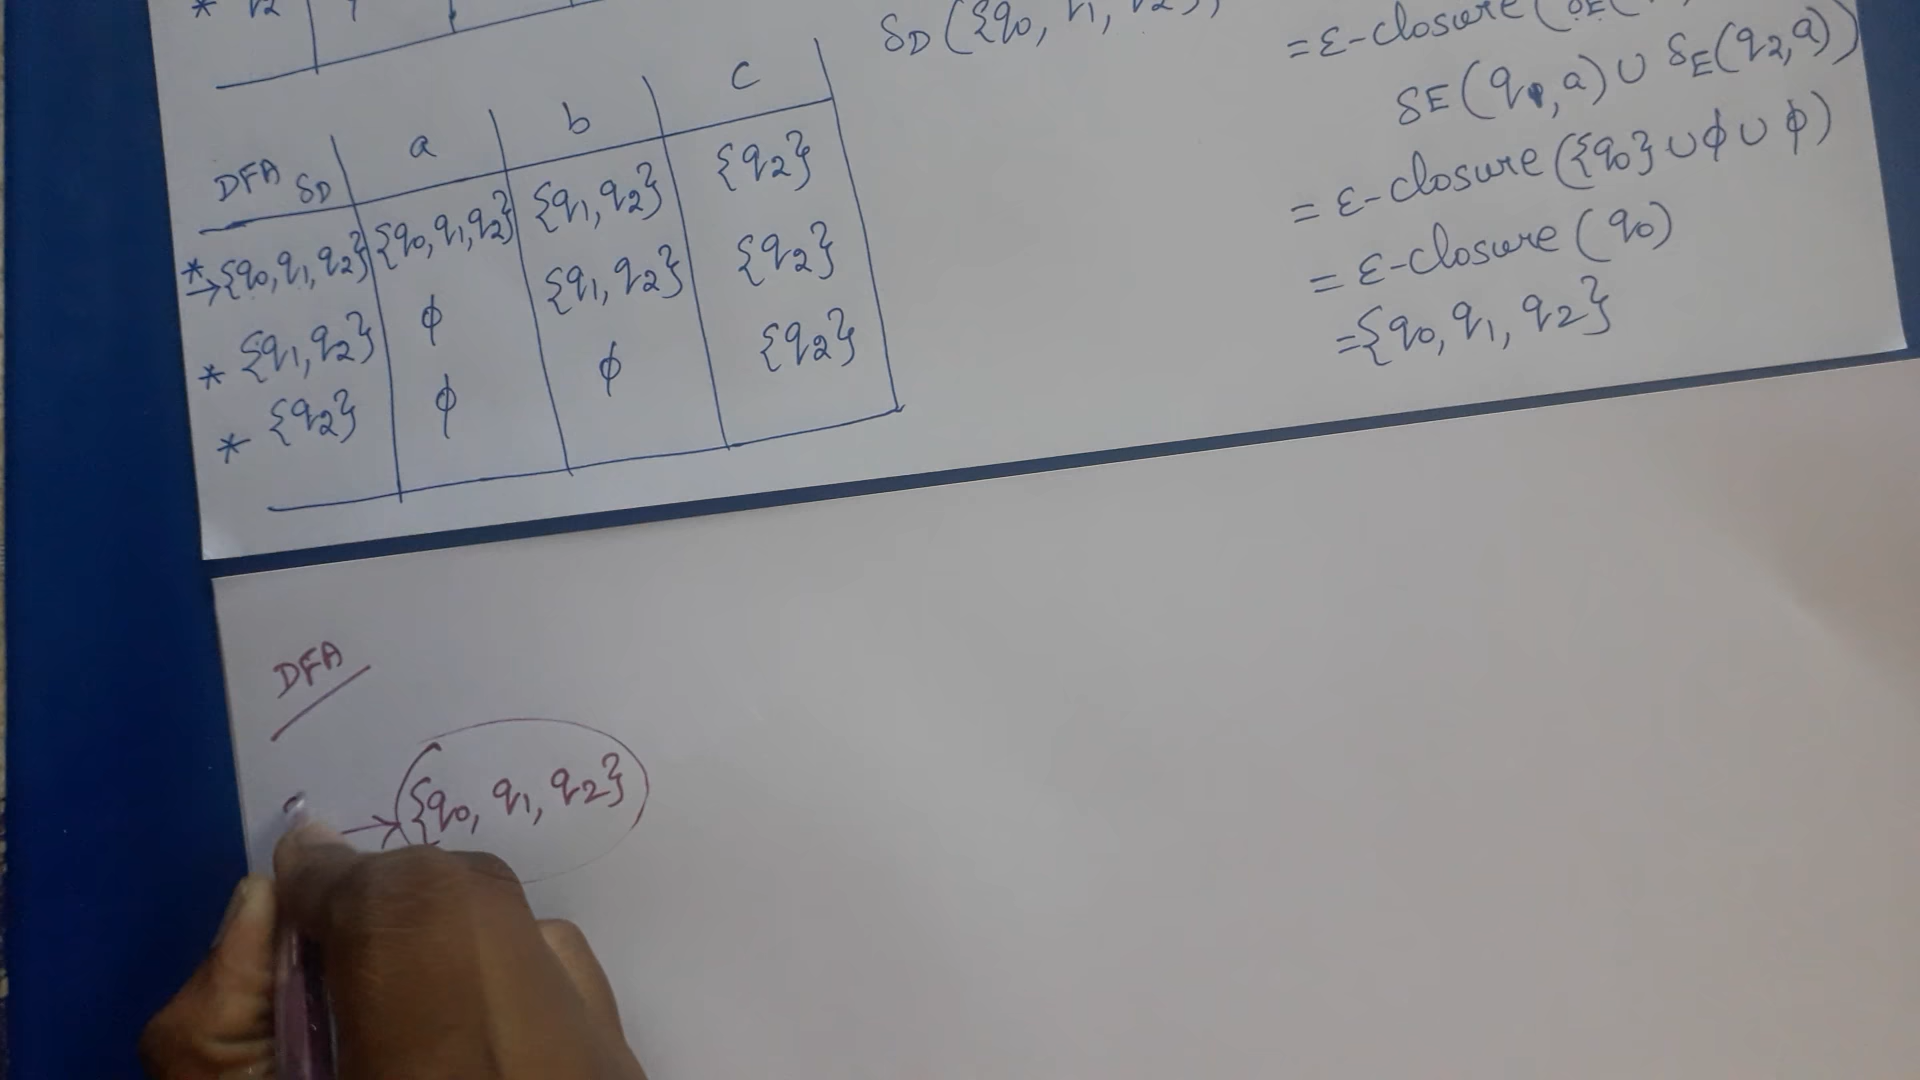 * q2 φ
δD({q0, q1, q2},
= ε-closure(δE(
δE(q1,a) ∪ δE(q2,a))
= ε-closure({q0} ∪ φ ∪ φ)
= ε-closure(q0)
= {q0, q1, q2}
DFA δD a b c
*→{q0,q1,q2} {q0,q1,q2} {q1,q2} {q2}
* {q1,q2} φ {q1,q2} {q2}
* {q2} φ φ {q2}
DFA
→ {q0, q1, q2}